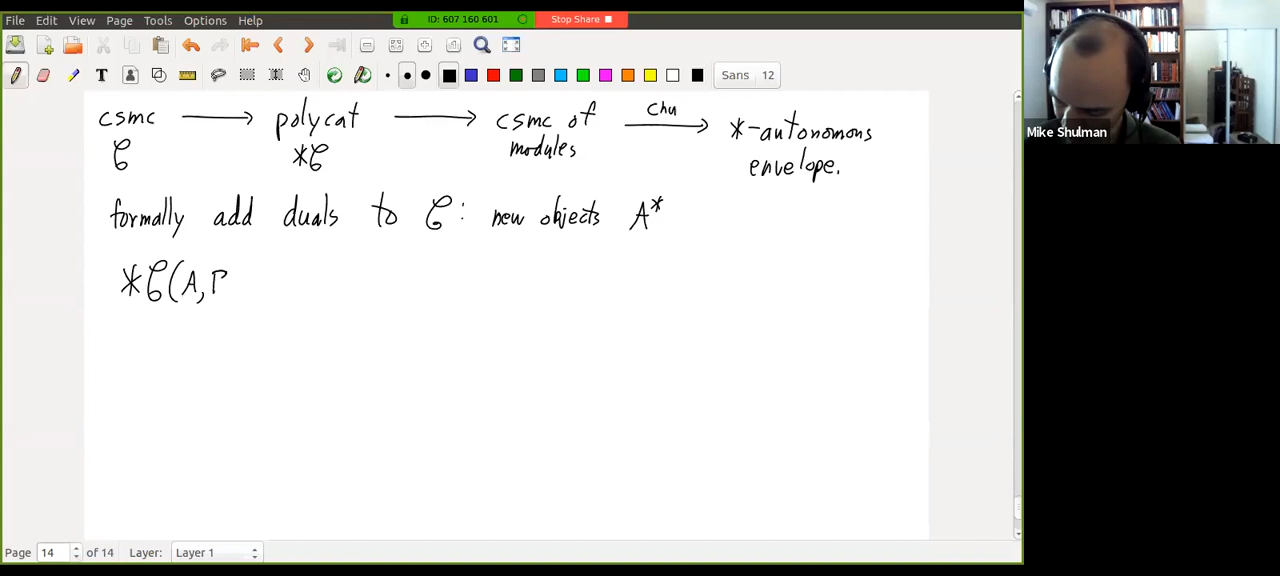 File Edit View Page Tools Options Help
ID: 607 160 601
Stop Share
T
Sans 12
csmc → polycat → csmc of modules chu → *-autonomous envelope.
𝒞 *𝒞
formally add duals to 𝒞: new objects A*
*𝒞(A, Γ
Mike Shulman
Page 14 of 14 Layer: Layer 1